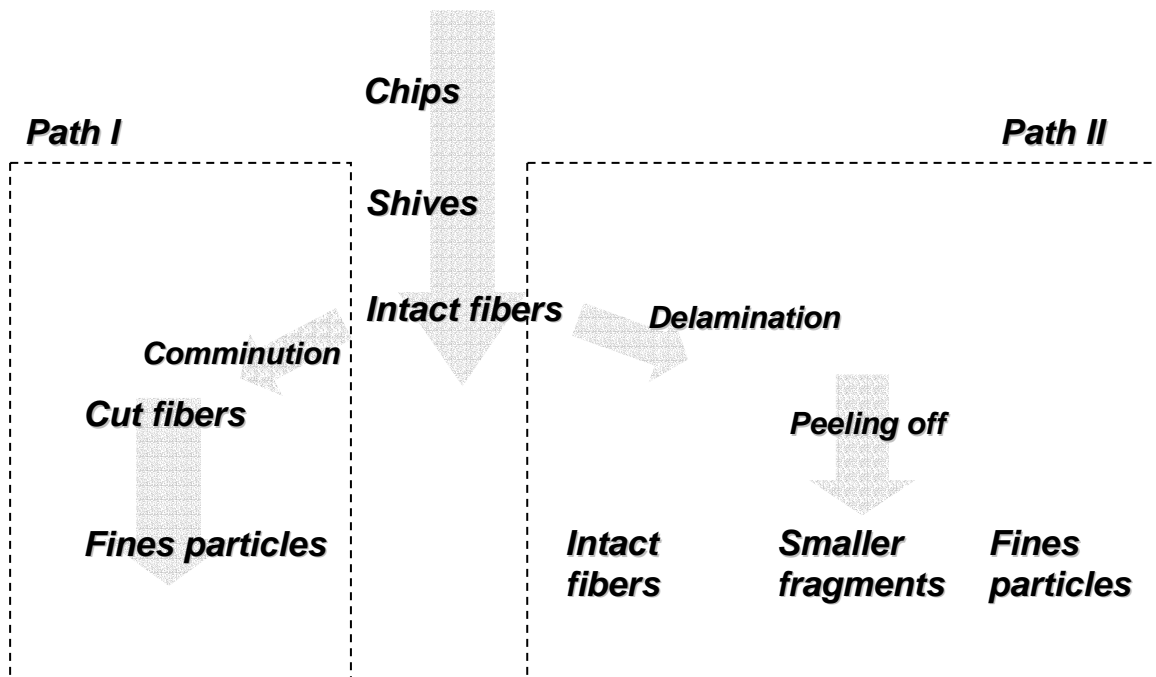 Chips
Path I
Path II
Shives
Intact fibers
Delamination
Comminution
Cut fibers
Peeling off
Fines particles
Intact
fibers
Smaller
fragments
Fines
particles